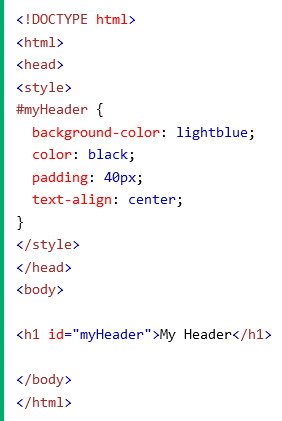 <!DOCTYPE html>
<html>
<head>
<style>
#myHeader {
  background-color: lightblue;
  color: black;
  padding: 40px;
  text-align: center;
}
</style>
</head>
<body>

<h1 id="myHeader">My Header</h1>

</body>
</html>